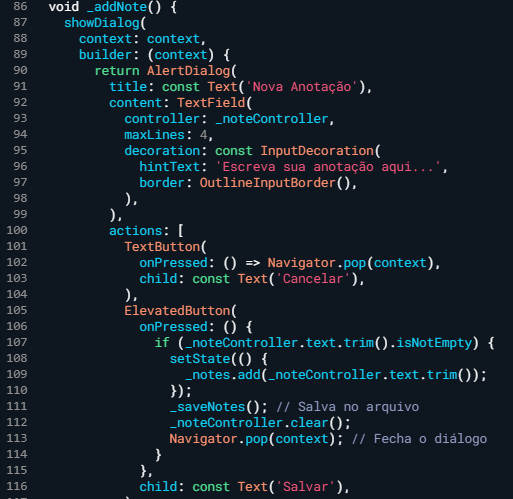 86 void _addNote() {
87 showDialog(
88 context: context,
89 builder: (context) {
90 return AlertDialog(
91 title: const Text('Nova Anotação'),
92 content: TextField(
93 controller: _noteController,
94 maxLines: 4,
95 decoration: const InputDecoration(
96 hintText: 'Escreva sua anotação aqui...',
97 border: OutlineInputBorder(),
98 ),
99 ),
100 actions: [
101 TextButton(
102 onPressed: () => Navigator.pop(context),
103 child: const Text('Cancelar'),
104 ),
105 ElevatedButton(
106 onPressed: () {
107 if (_noteController.text.trim().isNotEmpty) {
108 setState(() {
109 _notes.add(_noteController.text.trim());
110 });
111 _saveNotes(); // Salva no arquivo
112 _noteController.clear();
113 Navigator.pop(context); // Fecha o diálogo
114 }
115 },
116 child: const Text('Salvar'),